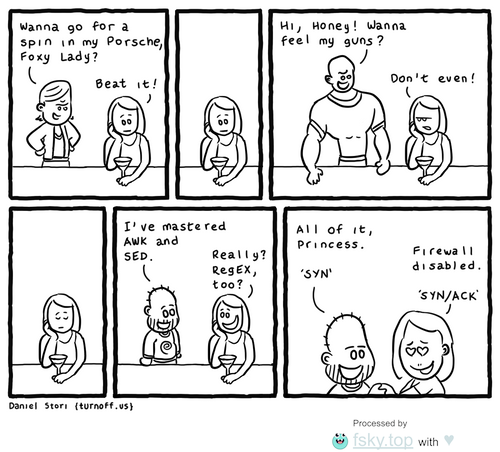 Wanna go for a
spin in my Porsche,
Foxy Lady?
Beat it!
Hi, Honey! Wanna
feel my guns?
Don't even!
I've mastered
AWK and
SED.
Really?
RegEX,
too?
All of it,
Princess.
'SYN'
Firewall
disabled.
'SYN/ACK'
Daniel Stori {turnoff.us}
Processed by
fsky.top with